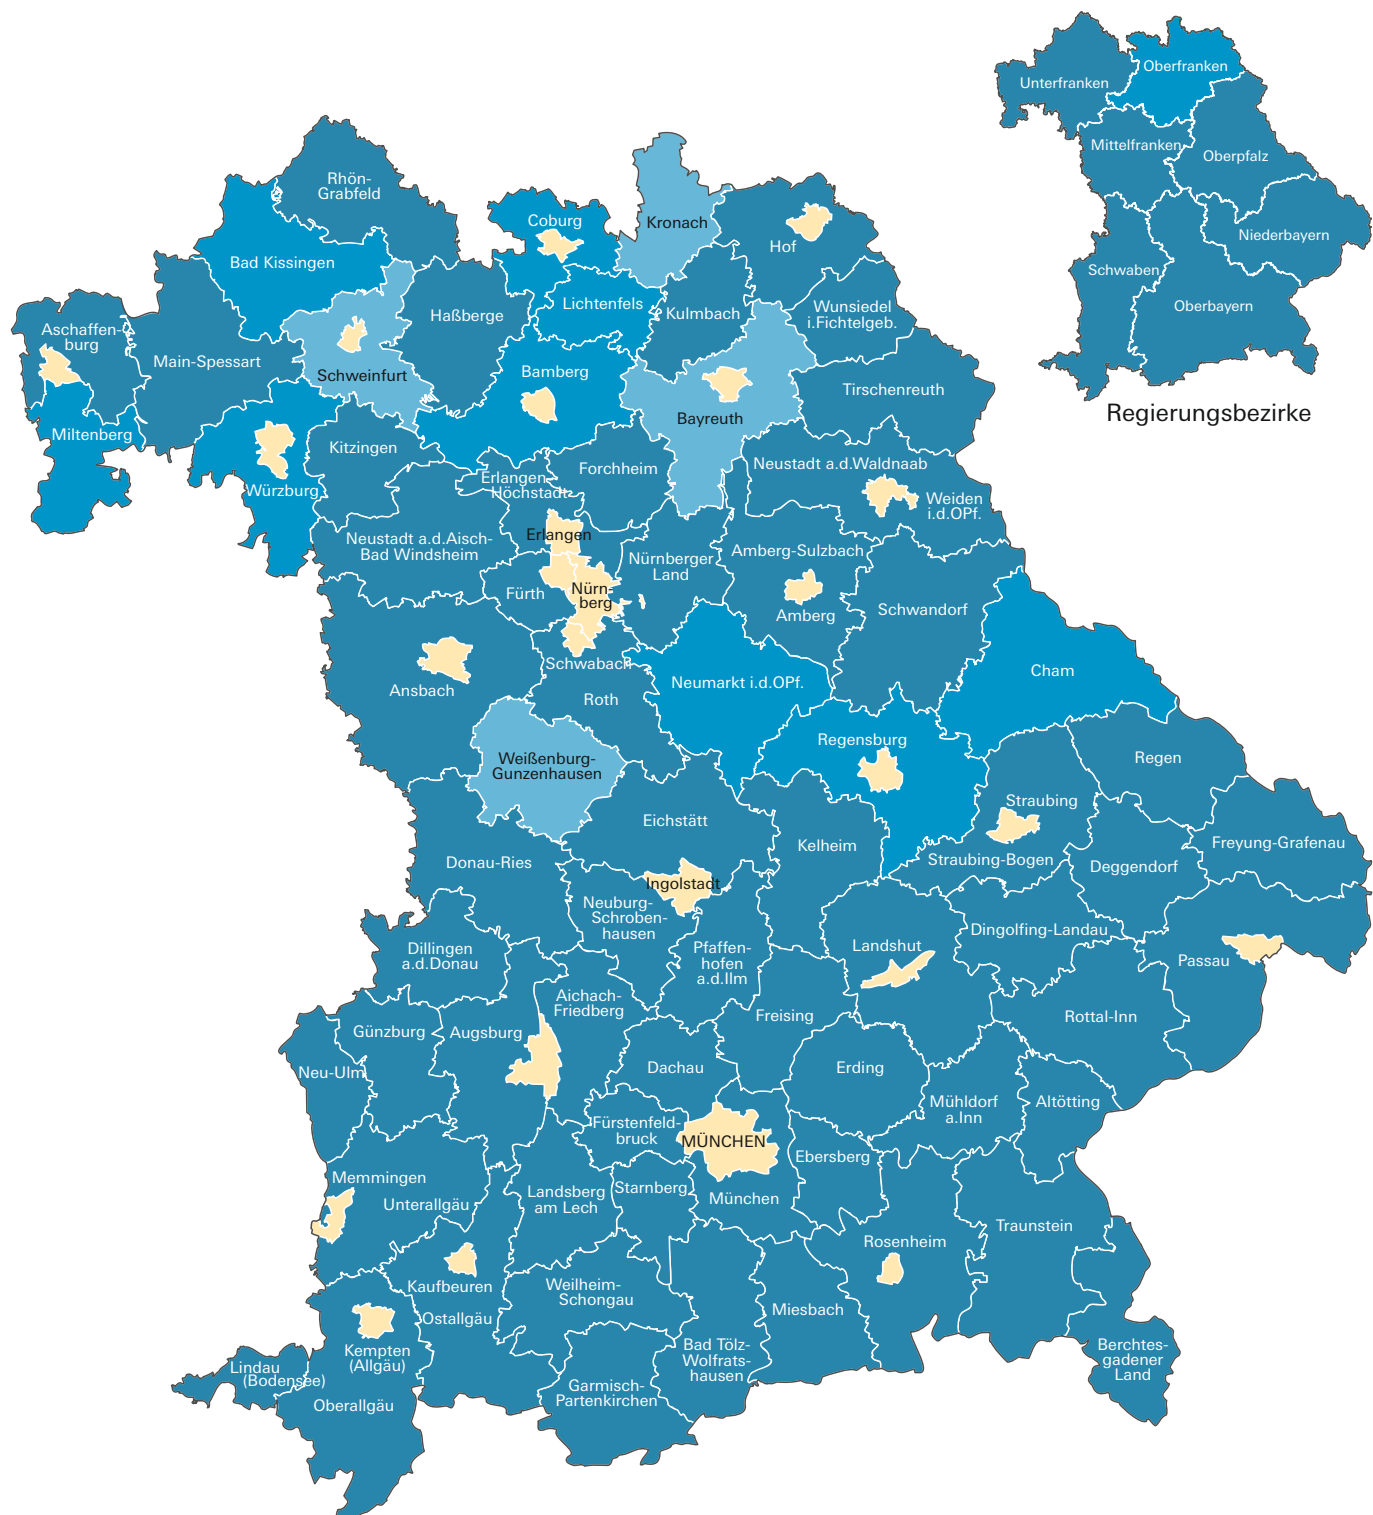 Oberfranken
Unterfranken
Mittelfranken
Oberpfalz
Niederbayern
Schwaben
Oberbayern
Regierungsbezirke
Rhön-
Grabfeld
Coburg
Kronach
Hof
Bad Kissingen
Lichtenfels
Kulmbach
Wunsiedel
i.Fichtelgeb.
Haßberge
Aschaffen-
burg
Main-Spessart
Schweinfurt
Bamberg
Bayreuth
Tirschenreuth
Miltenberg
Kitzingen
Würzburg
Erlangen-
Höchstadt
Forchheim
Neustadt a.d.Waldnaab
Weiden
i.d.OPf.
Neustadt a.d.Aisch-
Bad Windsheim
Erlangen
Nürnberger
Land
Amberg-Sulzbach
Fürth
Nürn-
berg
Amberg
Schwandorf
Ansbach
Schwabach
Roth
Neumarkt i.d.OPf.
Cham
Weißenburg-
Gunzenhausen
Regensburg
Regen
Straubing
Eichstätt
Kelheim
Straubing-Bogen
Deggendorf
Freyung-Grafenau
Donau-Ries
Ingolstadt
Neuburg-
Schroben-
hausen
Dillingen
a.d.Donau
Pfaffen-
hofen
a.d.Ilm
Landshut
Dingolfing-Landau
Passau
Aichach-
Friedberg
Günzburg
Augsburg
Freising
Rottal-Inn
Neu-Ulm
Dachau
Erding
Mühldorf
a.Inn
Altötting
Fürstenfeld-
bruck
MÜNCHEN
Ebersberg
Memmingen
Unterallgäu
Landsberg
am Lech
Starnberg
München
Traunstein
Rosenheim
Kaufbeuren
Ostallgäu
Weilheim-
Schongau
Miesbach
Kempten
(Allgäu)
Lindau
(Bodensee)
Oberallgäu
Bad Tölz-
Wolfrats-
hausen
Garmisch-
Partenkirchen
Berchtes-
gadener
Land